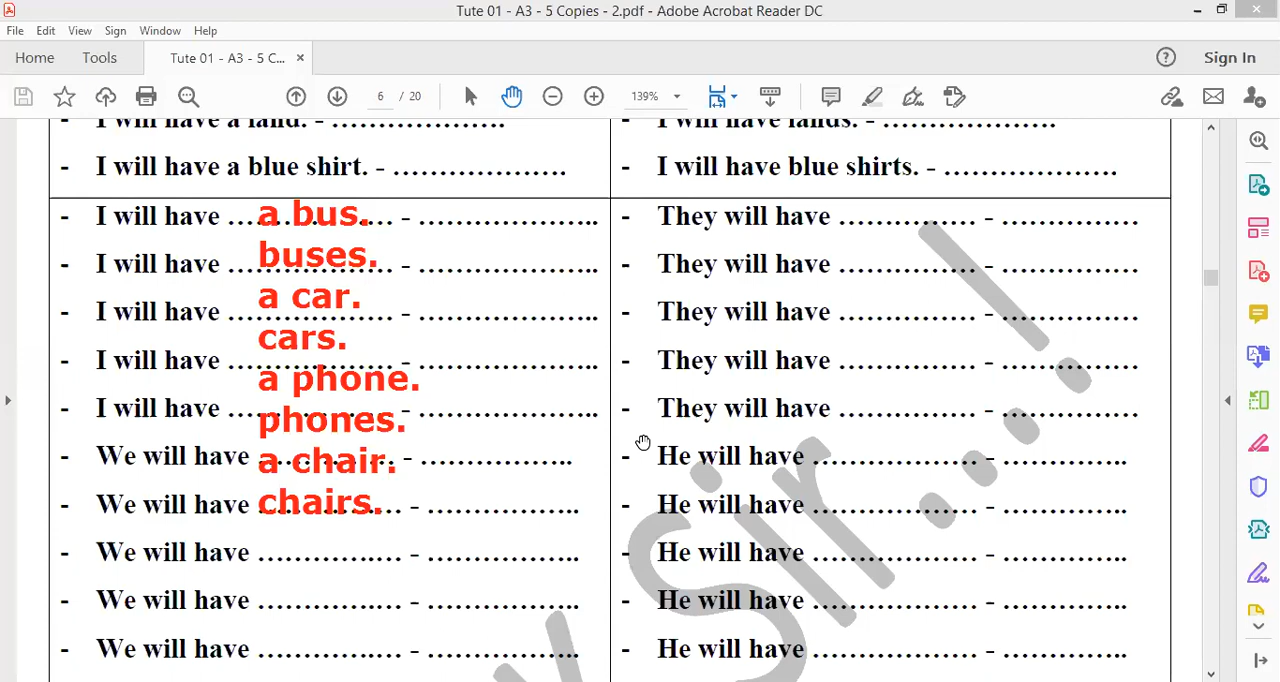 Tute 01 - A3 - 5 Copies - 2.pdf - Adobe Acrobat Reader DC
File Edit View Sign Window Help
Home Tools Tute 01 - A3 - 5 C... × Sign In
6 / 20 139%
- I will have a land. - ………………….
- I will have a blue shirt. - ……………….
- I will have ………………. - ………………..
- I will have ………………. - ………………..
- I will have ………………. - ………………..
- I will have ………………. - ………………..
- I will have ………………. - ………………..
- We will have …………..… - ……………..
- We will have …………..… - ……………..
- We will have …………..… - ……………..
- We will have …………..… - ……………..
- We will have …………..… - ……………..
a bus.
buses.
a car.
cars.
a phone.
phones.
a chair.
chairs.
- I will have lands. - ………………….
- I will have blue shirts. - ……………….
- They will have …………… - ……………
- They will have …………… - ……………
- They will have …………… - ……………
- They will have …………… - ……………
- They will have …………… - ……………
- He will have ………………. - …………..
- He will have ………………. - …………..
- He will have ………………. - …………..
- He will have ………………. - …………..
- He will have ………………. - …………..
Sir...!